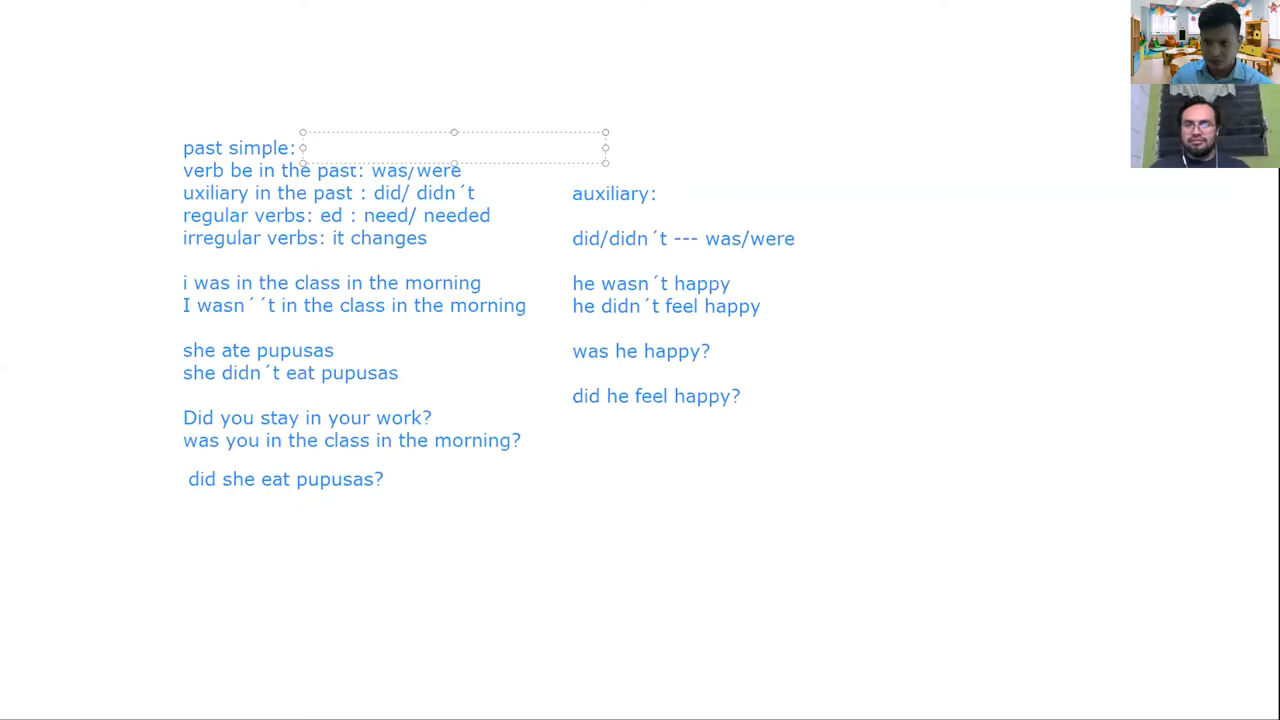 past simple:
verb be in the past: was/were
uxiliary in the past : did/ didn´t
regular verbs: ed : need/ needed
irregular verbs: it changes
i was in the class in the morning
I wasn´ ´t in the class in the morning
she ate pupusas
she didn´t eat pupusas
Did you stay in your work?
was you in the class in the morning?
did she eat pupusas?
auxiliary:
did/didn´t --- was/were
he wasn´t happy
he didn´t feel happy
was he happy?
did he feel happy?